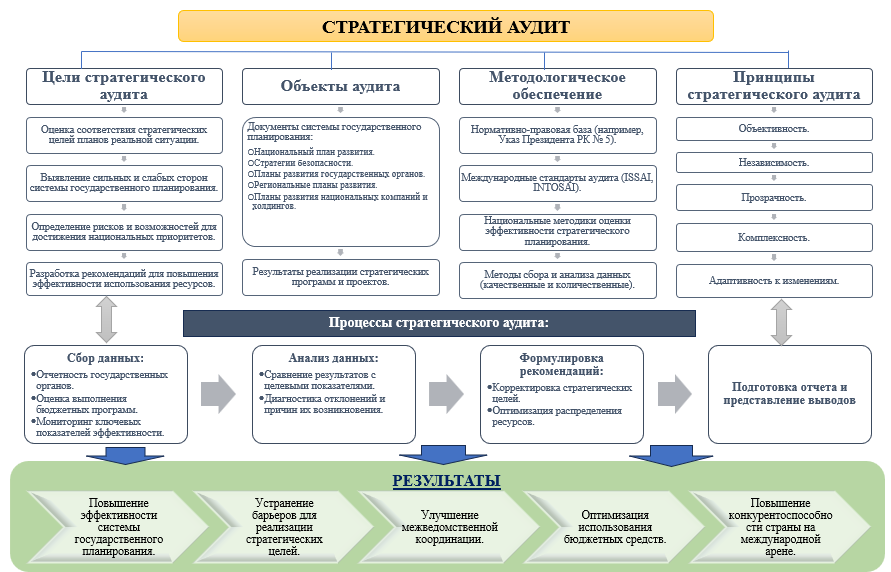 СТРАТЕГИЧЕСКИЙ АУДИТ
Цели стратегического
аудита
Оценка соответствия стратегических
целей планов реальной ситуации.
Выявление сильных и слабых сторон
системы государственного планирования.
Определение рисков и возможностей для
достижения национальных приоритетов.
Разработка рекомендаций для повышения
эффективности использования ресурсов.
Объекты аудита
Документы системы государственного
планирования:
oНациональный план развития.
oСтратегии безопасности.
oПланы развития государственных органов.
oРегиональные планы развития.
oПланы развития национальных компаний и
холдингов.
Результаты реализации стратегических
программ и проектов.
Методологическое
обеспечение
Нормативно-правовая база (например,
Указ Президента РК № 5).
Международные стандарты аудита (ISSAI,
INTOSAI).
Национальные методики оценки
эффективности стратегического
планирования.
Методы сбора и анализа данных
(качественные и количественные).
Принципы
стратегического аудита
Объективность.
Независимость.
Прозрачность.
Комплексность.
Адаптивность к изменениям.
Процессы стратегического аудита:
Сбор данных:
•Отчетность государственных
органов.
•Оценка выполнения
бюджетных программ.
•Мониторинг ключевых
показателей эффективности.
Анализ данных:
•Сравнение результатов с
целевыми показателями.
•Диагностика отклонений и
причин их возникновения.
Формулировка
рекомендаций:
•Корректировка стратегических
целей.
•Оптимизация распределения
ресурсов.
Подготовка отчета и
представление выводов
РЕЗУЛЬТАТЫ
Повышение
эффективности
системы
государственного
планирования.
Устранение
барьеров для
реализации
стратегических
целей.
Улучшение
межведомственной
координации.
Оптимизация
использования
бюджетных средств.
Повышение
конкурентоспособно
сти страны на
международной
арене.